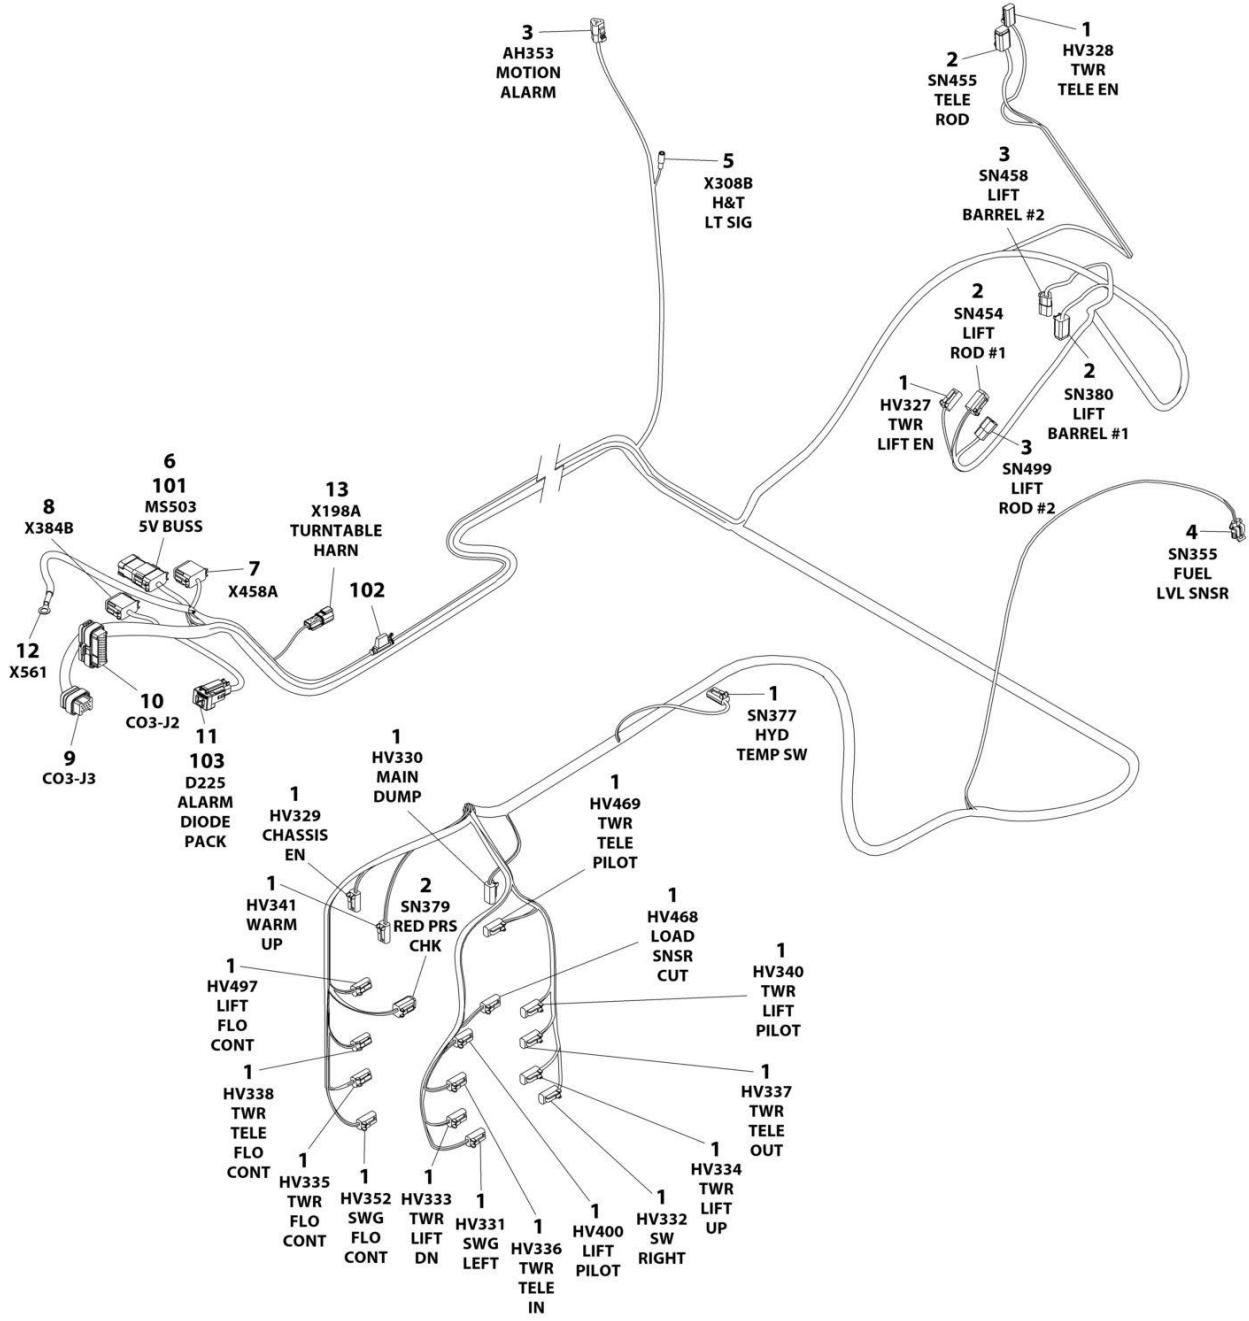 3
AH353
MOTION
ALARM
1
HV328
TWR
TELE EN
2
SN455
TELE
ROD
5
X308B
H&T
LT SIG
3
SN458
LIFT
BARREL #2
2
SN454
LIFT
ROD #1
2
SN380
LIFT
BARREL #1
1
HV327
TWR
LIFT EN
3
SN499
LIFT
ROD #2
4
SN355
FUEL
LVL SNSR
6
101
MS503
5V BUSS
8
X384B
13
X198A
TURNTABLE
HARN
7
X458A
102
12
X561
10
CO3-J2
9
CO3-J3
11
103
D225
ALARM
DIODE
PACK
1
SN377
HYD
TEMP SW
1
HV330
MAIN
DUMP
1
HV469
TWR
TELE
PILOT
1
HV329
CHASSIS
EN
1
HV341
WARM
UP
2
SN379
RED PRS
CHK
1
HV468
LOAD
SNSR
CUT
1
HV340
TWR
LIFT
PILOT
1
HV497
LIFT
FLO
CONT
1
HV338
TWR
TELE
FLO
CONT
1
HV337
TWR
TELE
OUT
1
HV335
TWR
FLO
CONT
1
HV352
SWG
FLO
CONT
1
HV333
TWR
LIFT
DN
1
HV331
SWG
LEFT
1
HV336
TWR
TELE
IN
1
HV400
LIFT
PILOT
1
HV332
SW
RIGHT
1
HV334
TWR
LIFT
UP